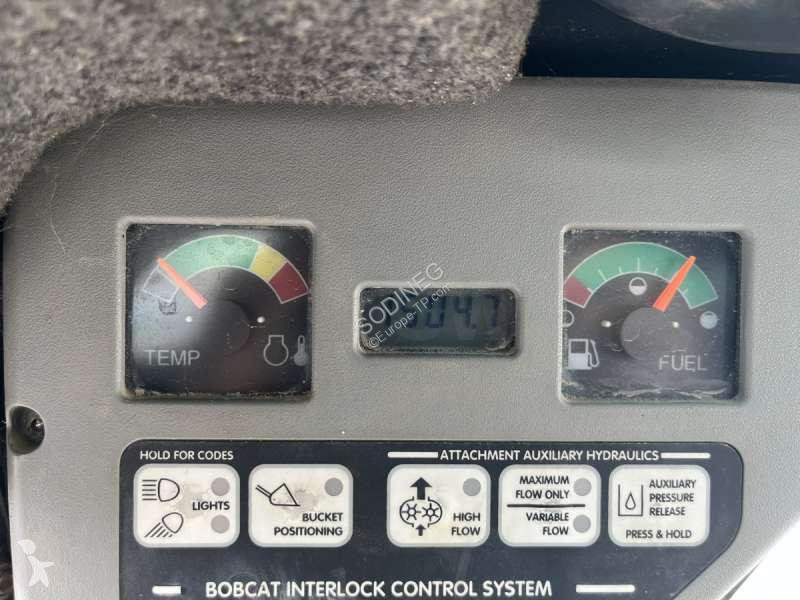 SODINEG
©Europe-TP.com
TEMP
FUEL
HOLD FOR CODES
ATTACHMENT AUXILIARY HYDRAULICS
LIGHTS
BUCKET
POSITIONING
HIGH
FLOW
MAXIMUM
FLOW ONLY
VARIABLE
FLOW
AUXILIARY
PRESSURE
RELEASE
PRESS & HOLD
BOBCAT INTERLOCK CONTROL SYSTEM